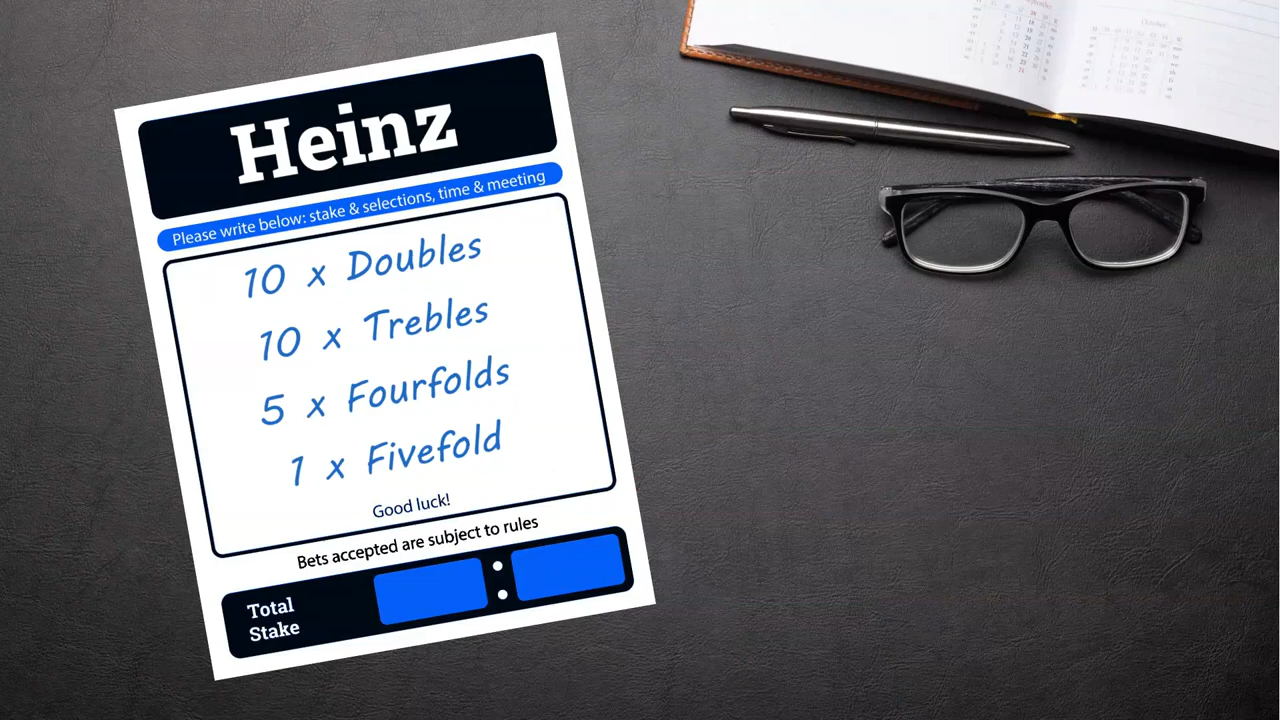 Heinz
Please write below: stake & selections, time & meeting
10 x Doubles
10 x Trebles
5 x Fourfolds
1 x Fivefold
Good luck!
Bets accepted are subject to rules
Total
Stake
October